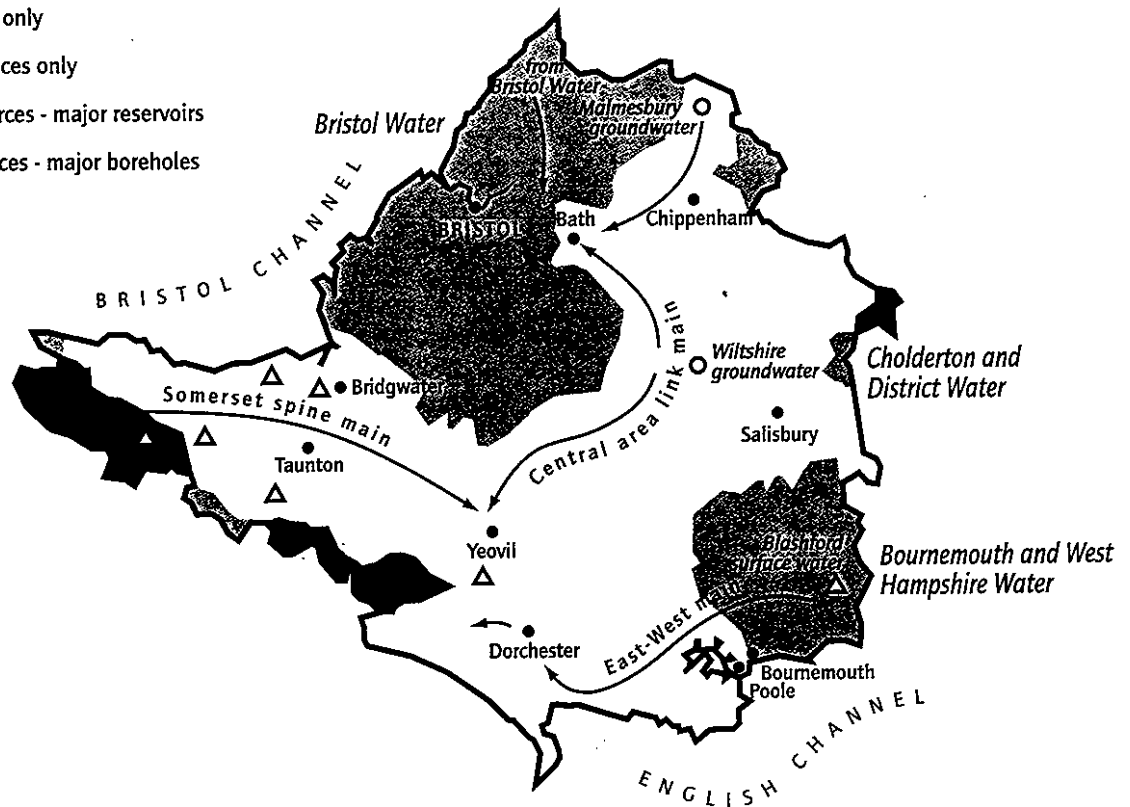 only
ces only
rces - major reservoirs
ces - major boreholes
from
Bristol Water
Malmesbury
groundwater
Bristol Water
BRISTOL CHANNEL
BRISTOL
Bath
Chippenham
Central area link main
Wiltshire
groundwater
Cholderton and
District Water
Bridgwater
Somerset spine main
Taunton
Salisbury
Yeovil
Blashford
surface water
Bournemouth and West
Hampshire Water
East-West main
Dorchester
Bournemouth
Poole
ENGLISH CHANNEL